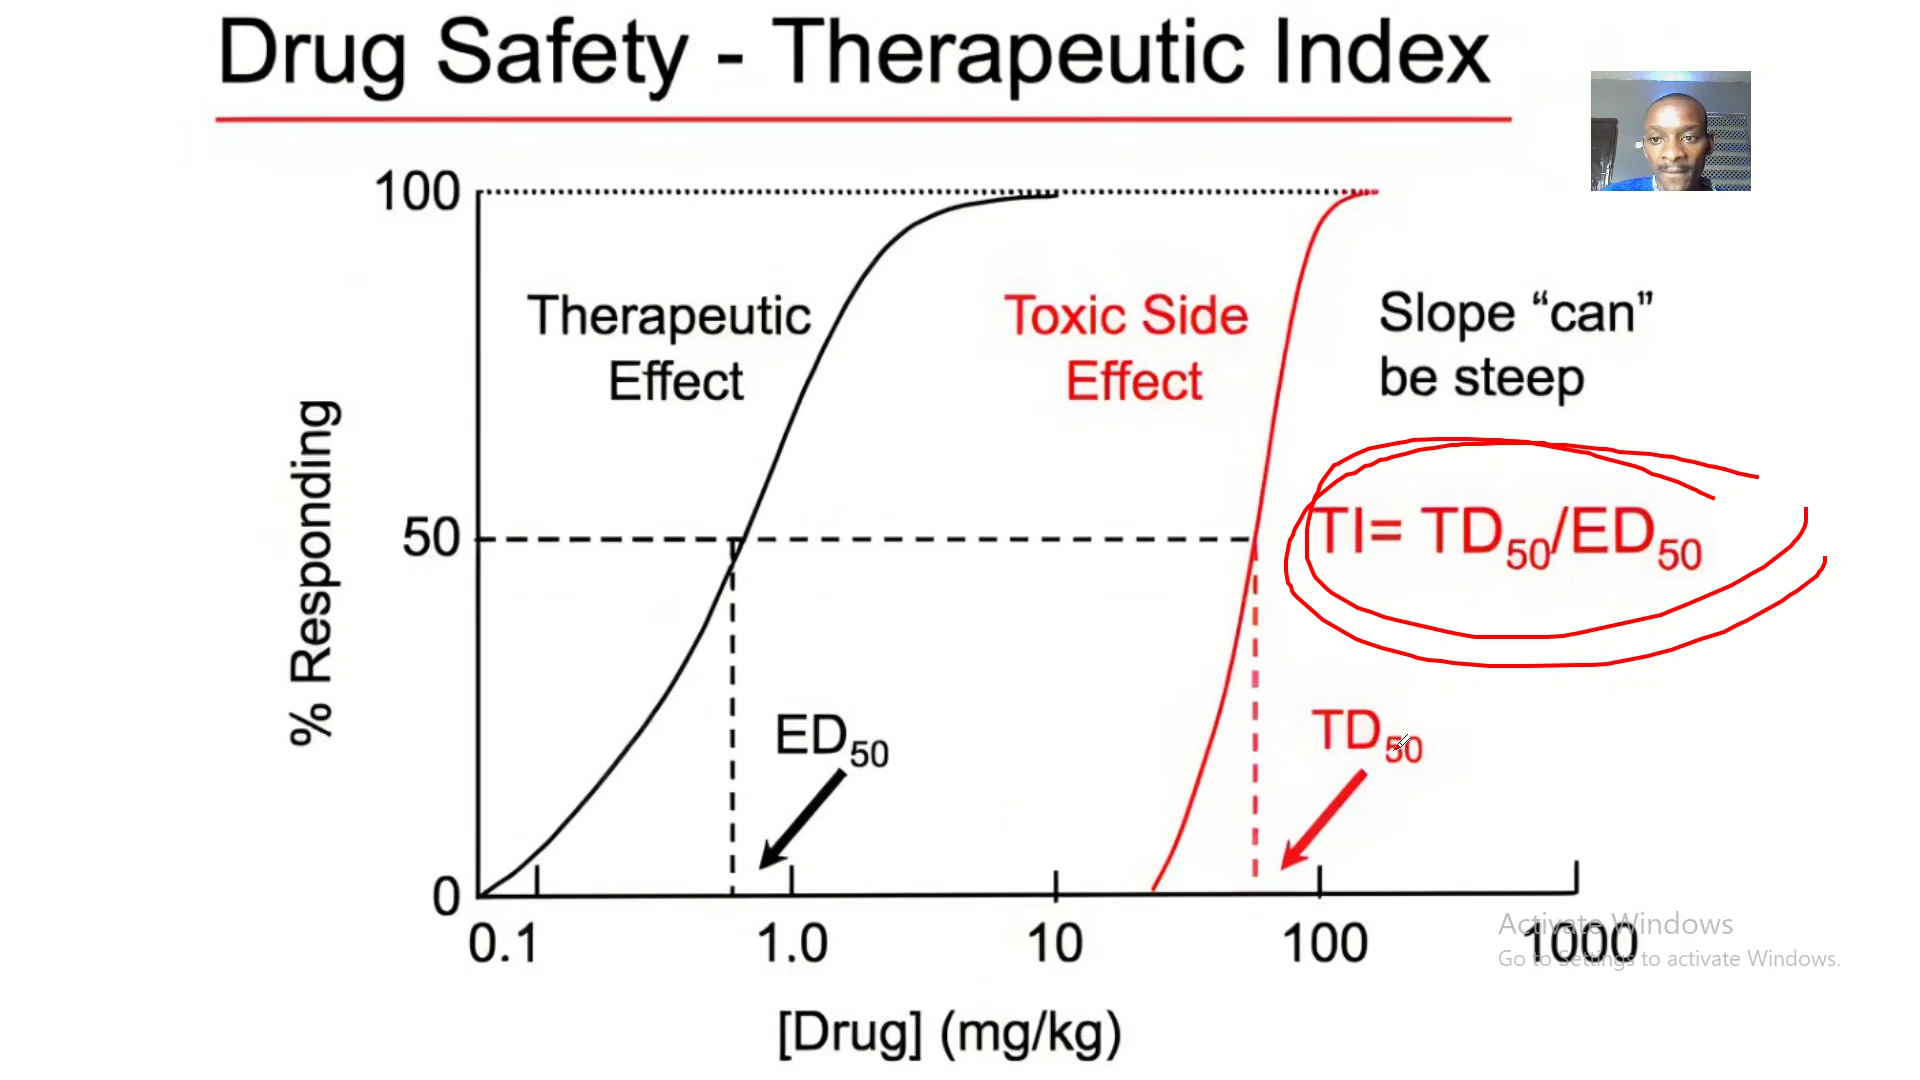 Drug Safety - Therapeutic Index
100
Therapeutic
Effect
Toxic Side
Effect
Slope “can”
be steep
% Responding
50
TI= TD50/ED50
ED50
TD50
0
0.1 1.0 10 100 1000
[Drug] (mg/kg)
Activate Windows
Go to Settings to activate Windows.